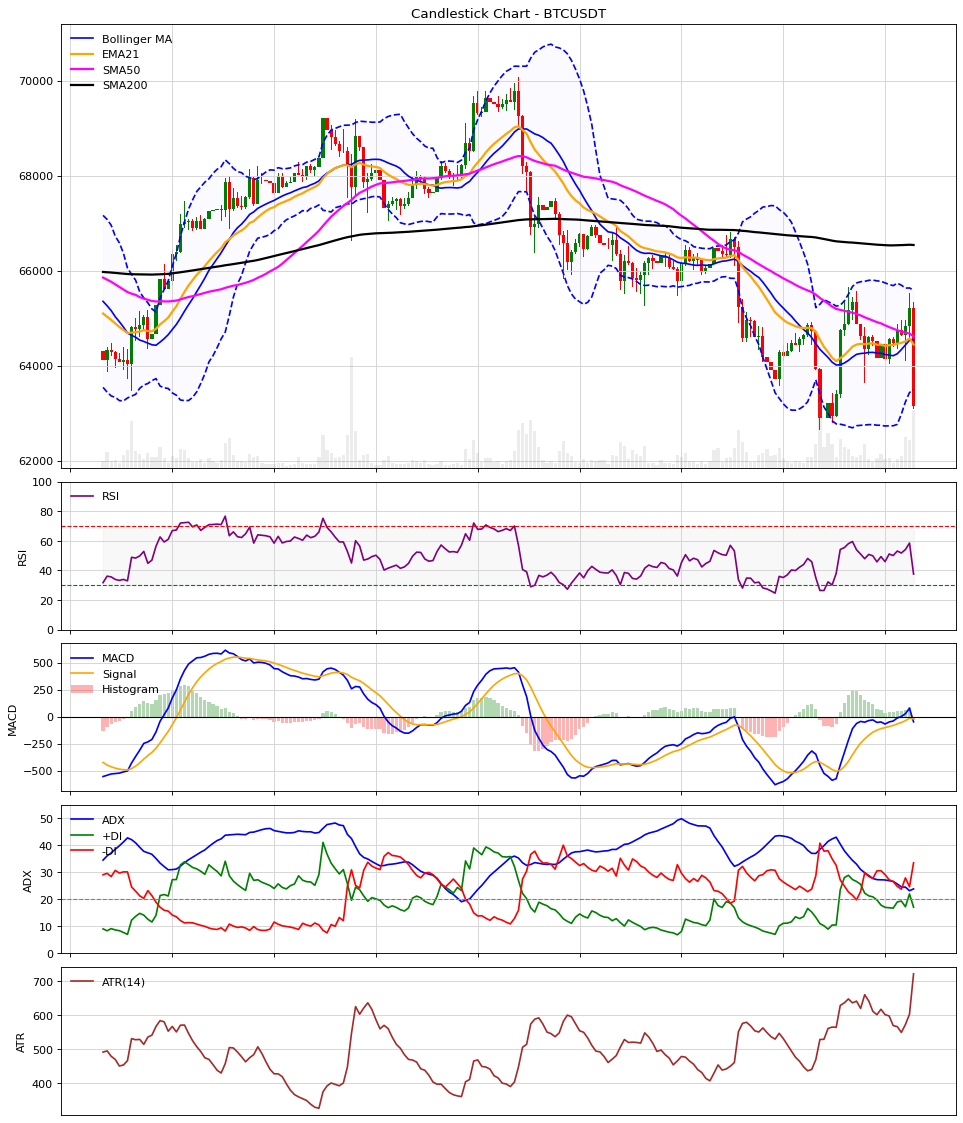 Candlestick Chart - BTCUSDT
Bollinger MA
EMA21
SMA50
SMA200
70000
68000
66000
64000
62000
RSI
RSI
100
80
60
40
20
0
MACD
Signal
Histogram
MACD
500
250
0
−250
−500
ADX
+DI
-DI
ADX
50
40
30
20
10
0
ATR(14)
ATR
700
600
500
400